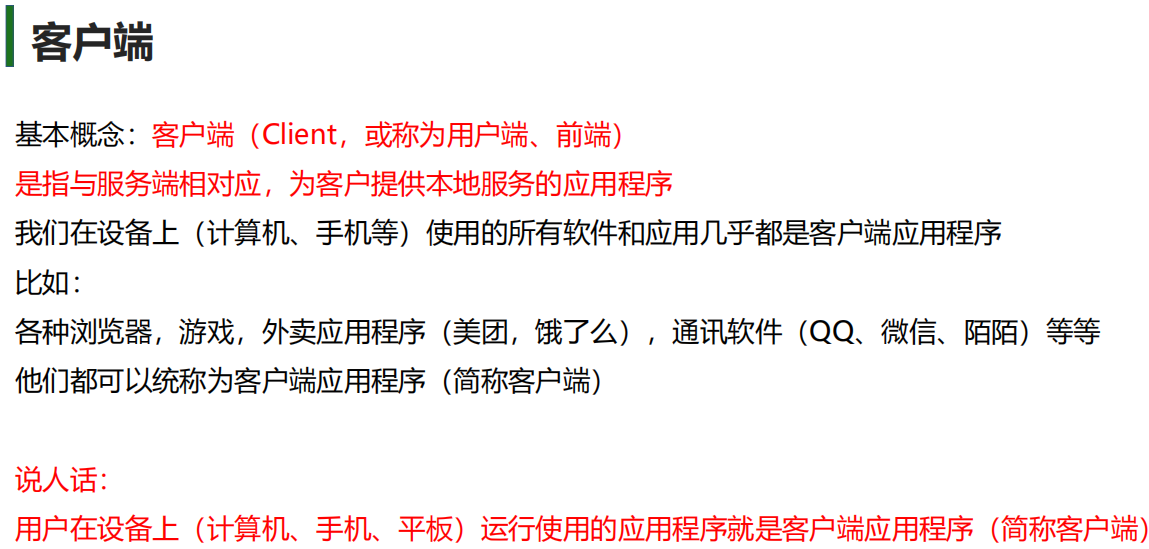 客户端
基本概念：客户端（Client，或称为用户端、前端）
是指与服务端相对应，为客户提供本地服务的应用程序
我们在设备上（计算机、手机等）使用的所有软件和应用几乎都是客户端应用程序
比如：
各种浏览器，游戏，外卖应用程序（美团，饿了么），通讯软件（QQ、微信、陌陌）等等
他们都可以统称为客户端应用程序（简称客户端）
说人话：
用户在设备上（计算机、手机、平板）运行使用的应用程序就是客户端应用程序（简称客户端）